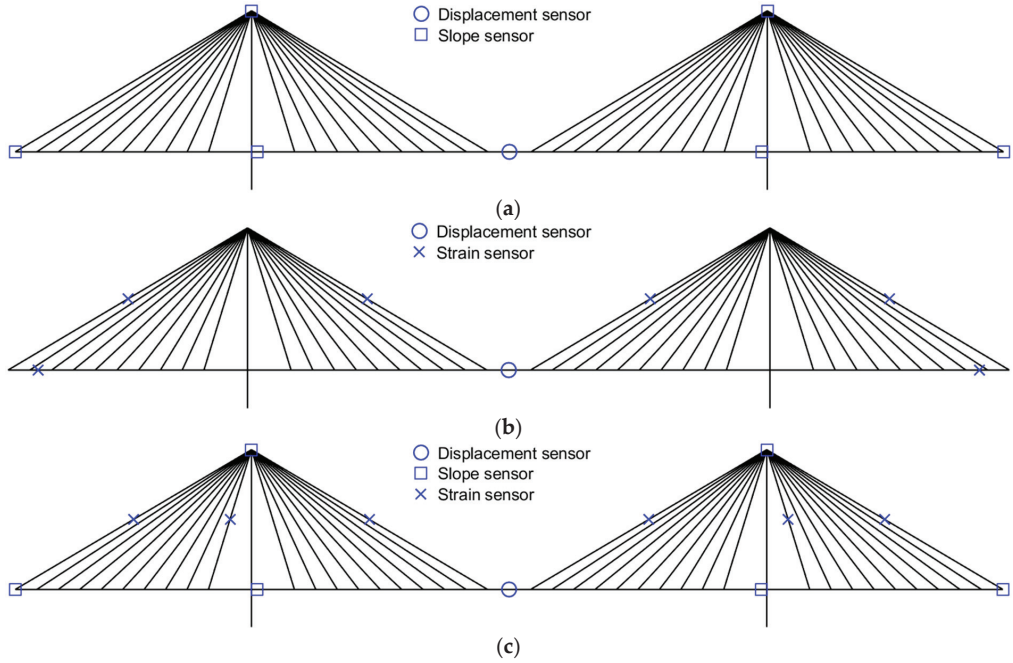 Displacement sensor
Slope sensor
(a)
Displacement sensor
Strain sensor
(b)
Displacement sensor
Slope sensor
Strain sensor
(c)